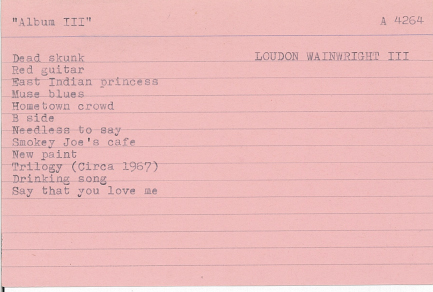 "Album III" A 4264
Dead skunk LOUDON WAINWRIGHT III
Red guitar
East Indian princess
Muse blues
Hometown crowd
B side
Needless to say
Smokey Joe's cafe
New paint
Trilogy (Circa 1967)
Drinking song
Say that you love me